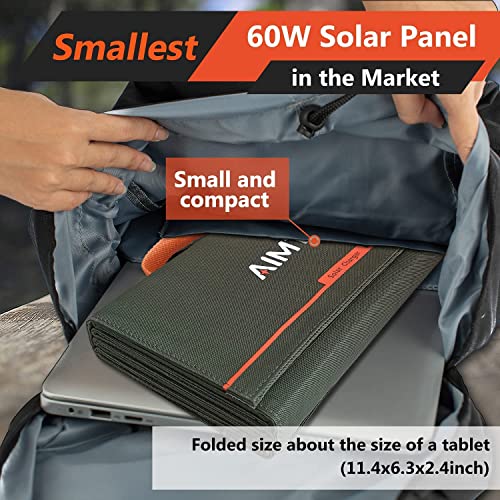 Smallest
60W Solar Panel
in the Market
Small and
compact
AIM
Solar Charger
Folded size about the size of a tablet
(11.4x6.3x2.4inch)